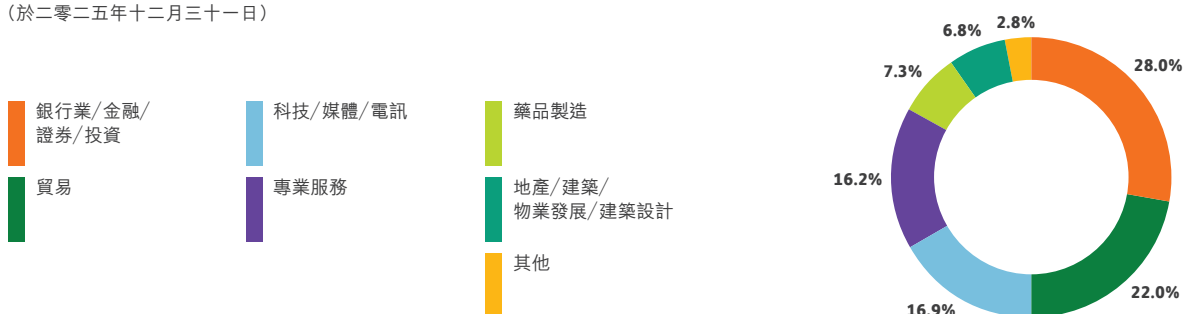 （於二零二五年十二月三十一日）
銀行業/金融/
證券/投資
貿易
科技/媒體/電訊
專業服務
藥品製造
地產/建築/
物業發展/建築設計
其他
2.8%
6.8%
28.0%
7.3%
16.2%
22.0%
16.9%